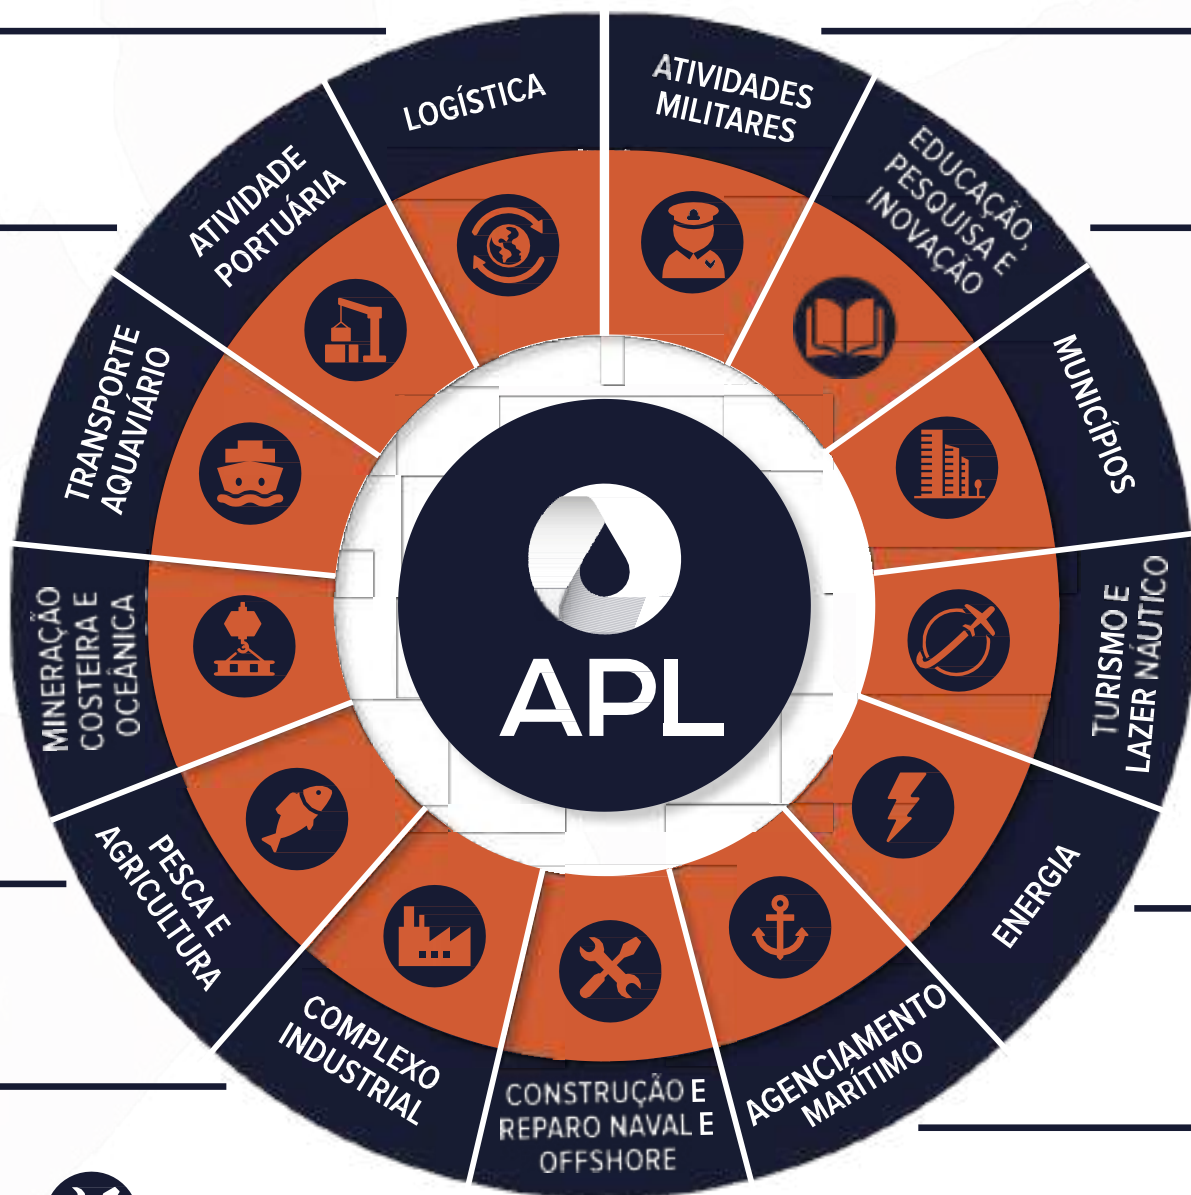 LOGÍSTICA
ATIVIDADES
MILITARES
EDUCAÇÃO,
PESQUISA E
INOVAÇÃO
MUNICÍPIOS
TURISMO E
LAZER NÁUTICO
ENERGIA
AGENCIAMENTO
MARÍTIMO
CONSTRUÇÃO E
REPARO NAVAL E
OFFSHORE
COMPLEXO
INDUSTRIAL
PESCA E
AGRICULTURA
MINERAÇÃO
COSTEIRA E
OCEÂNICA
TRANSPORTE
AQUAVIÁRIO
ATIVIDADE
PORTUÁRIA
APL